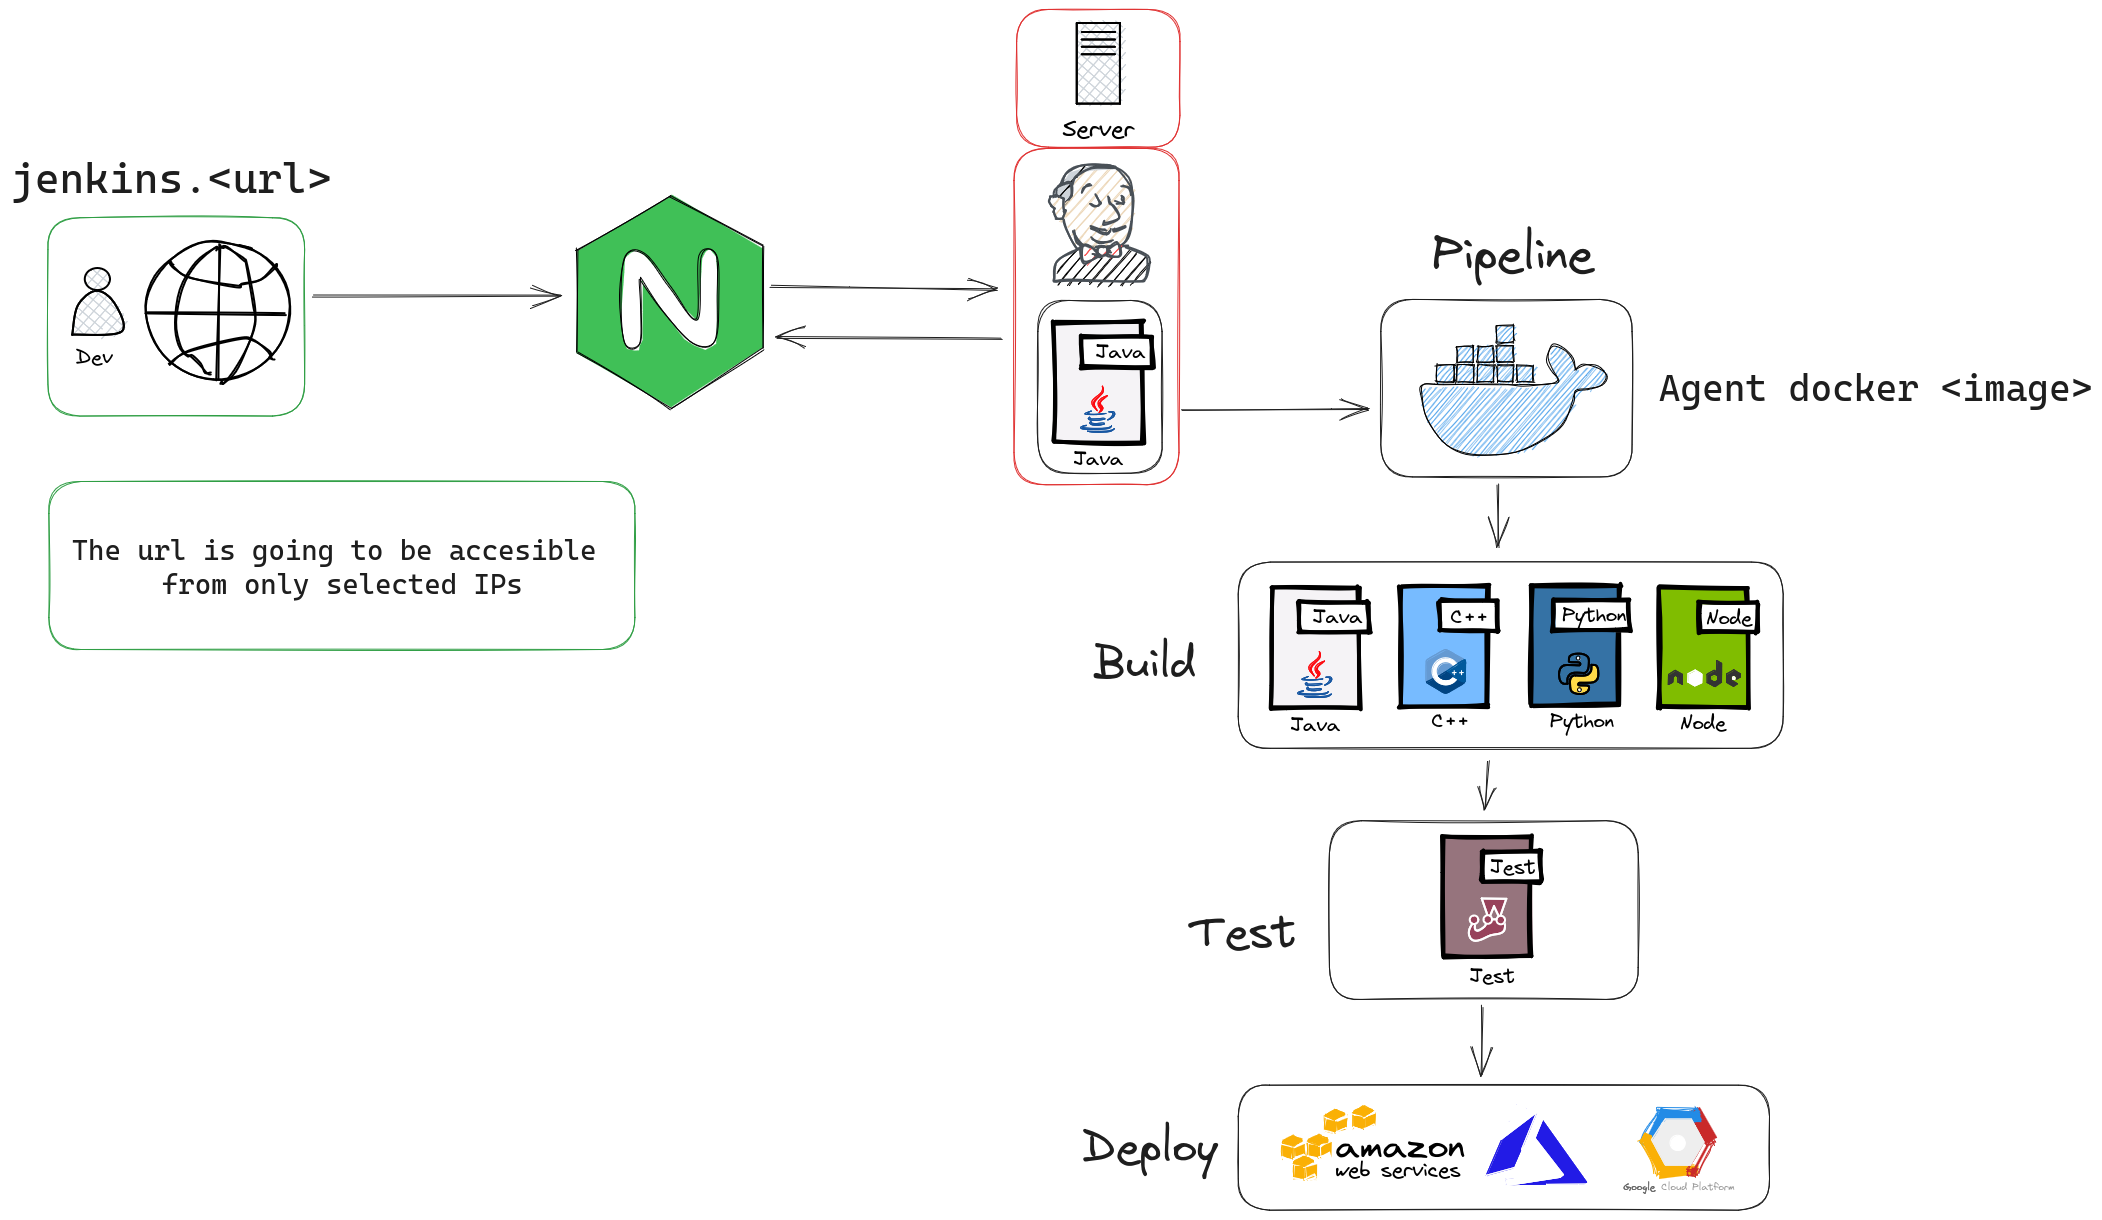 Server
jenkins.<url>
Dev
Java
Java
Pipeline
Agent docker <image>
The url is going to be accesible
from only selected IPs
Build
Java
C++
Python
Node
node
C++
Java
C++
Python
Node
Test
Jest
Jest
Deploy
amazon
web services
Google Cloud Platform